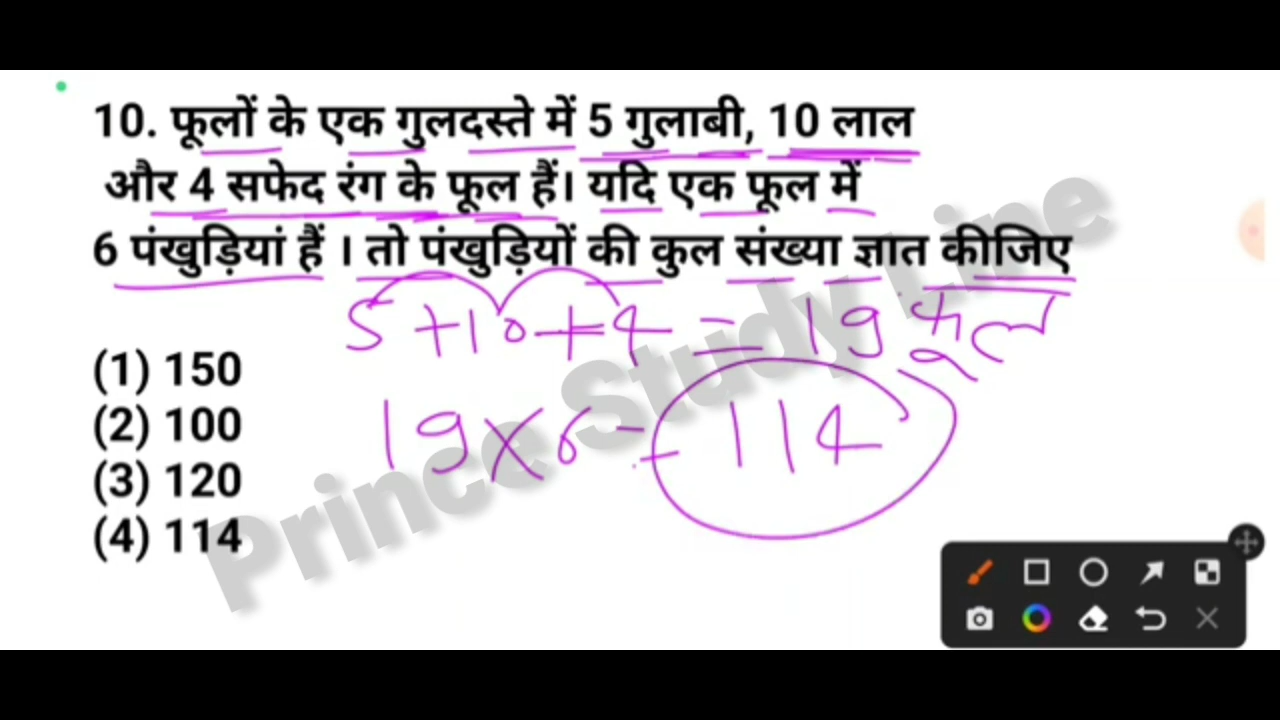 10. फूलों के एक गुलदस्ते में 5 गुलाबी, 10 लाल
और 4 सफेद रंग के फूल हैं। यदि एक फूल में
6 पंखुड़ियां हैं । तो पंखुड़ियों की कुल संख्या ज्ञात कीजिए
5 + 10 + 4 = 19 फूल
19 × 6 = 114
(1) 150
(2) 100
(3) 120
(4) 114
Prince Study Line